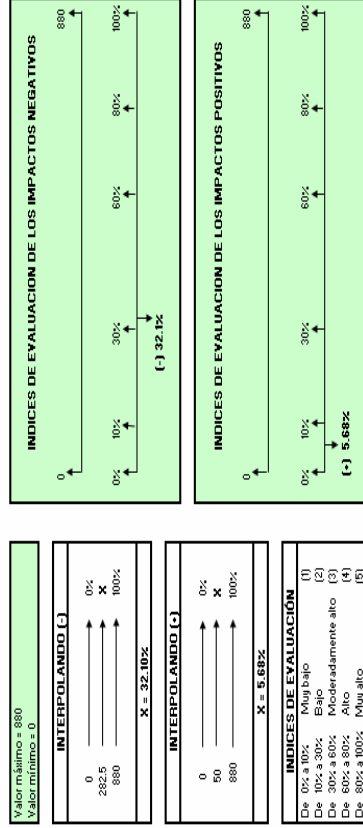 Valor máximo = 880
Valor mínimo = 0
INTERPOLANDO (-)
0 0%
282.5 X
880 100%
X = 32.10%
INTERPOLANDO (+)
0 0%
50 X
880 100%
X = 5.68%
INDICES DE EVALUACIÓN
De 0% a 10% Muy bajo (1)
De 10% a 30% Bajo (2)
De 30% a 60% Moderadamente alto (3)
De 60% a 80% Alto (4)
De 80% a 100% Muy alto (5)
INDICES DE EVALUACION DE LOS IMPACTOS NEGATIVOS
0 880
0% 10% 30% 60% 80% 100%
(-) 32.1%
INDICES DE EVALUACION DE LOS IMPACTOS POSITIVOS
0 880
0% 10% 30% 60% 80% 100%
(+) 5.68%